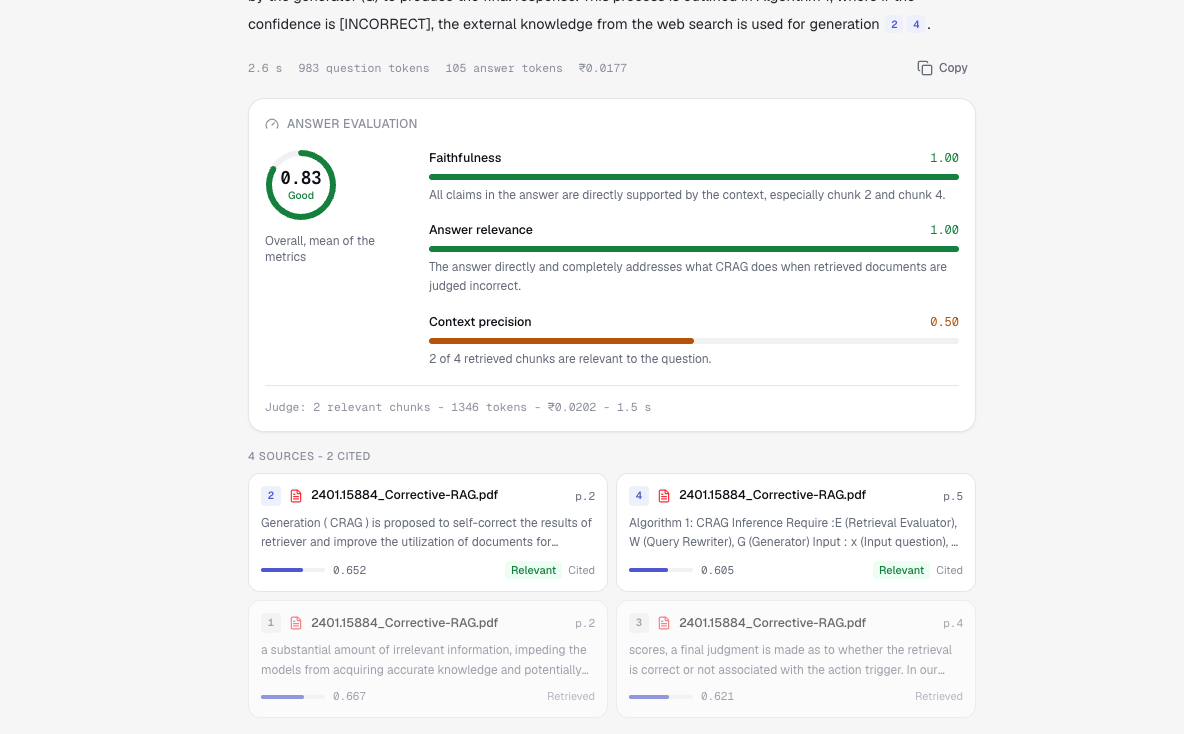 confidence is [INCORRECT], the external knowledge from the web search is used for generation 2 4 .
2.6 s 983 question tokens 105 answer tokens ₹0.0177
Copy
ANSWER EVALUATION
0.83
Good
Overall, mean of the
metrics
Faithfulness 1.00
All claims in the answer are directly supported by the context, especially chunk 2 and chunk 4.
Answer relevance 1.00
The answer directly and completely addresses what CRAG does when retrieved documents are
judged incorrect.
Context precision 0.50
2 of 4 retrieved chunks are relevant to the question.
Judge: 2 relevant chunks - 1346 tokens - ₹0.0202 - 1.5 s
4 SOURCES - 2 CITED
2 2401.15884_Corrective-RAG.pdf p.2
Generation ( CRAG ) is proposed to self-correct the results of
retriever and improve the utilization of documents for…
0.652 Relevant Cited
4 2401.15884_Corrective-RAG.pdf p.5
Algorithm 1: CRAG Inference Require :E (Retrieval Evaluator),
W (Query Rewriter), G (Generator) Input : x (Input question), …
0.605 Relevant Cited
1 2401.15884_Corrective-RAG.pdf p.2
a substantial amount of irrelevant information, impeding the
models from acquiring accurate knowledge and potentially…
0.667 Retrieved
3 2401.15884_Corrective-RAG.pdf p.4
scores, a final judgment is made as to whether the retrieval
is correct or not associated with the action trigger. In our…
0.621 Retrieved